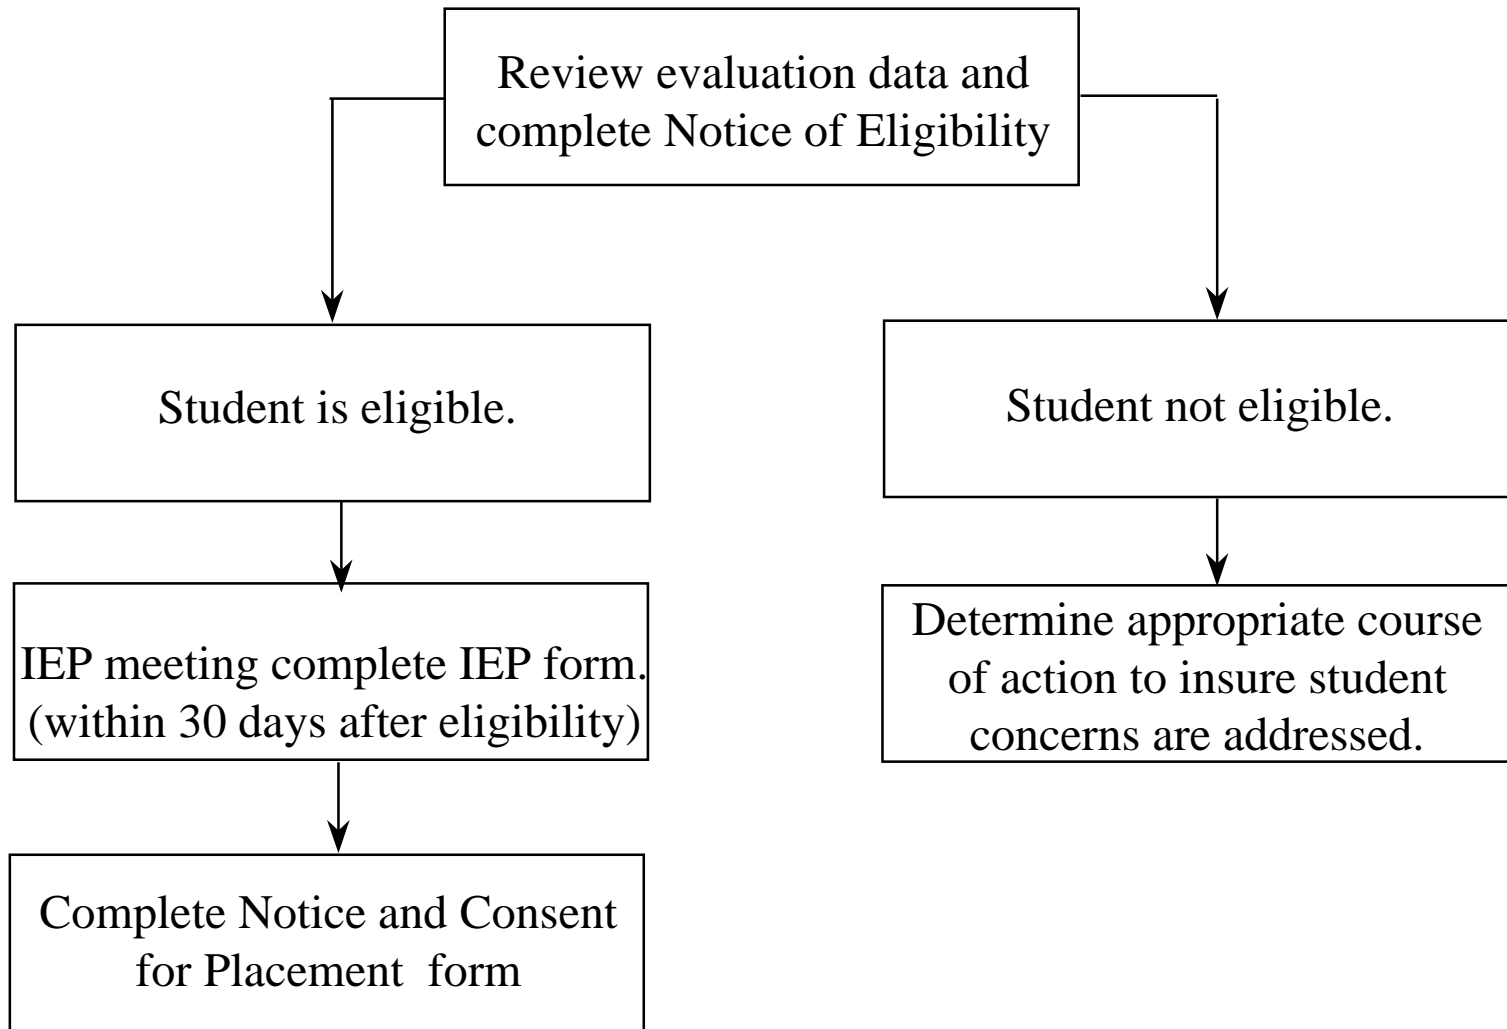 Review evaluation data and
complete Notice of Eligibility
Student is eligible.
Student not eligible.
IEP meeting complete IEP form.
(within 30 days after eligibility)
Determine appropriate course
of action to insure student
concerns are addressed.
Complete Notice and Consent
for Placement  form